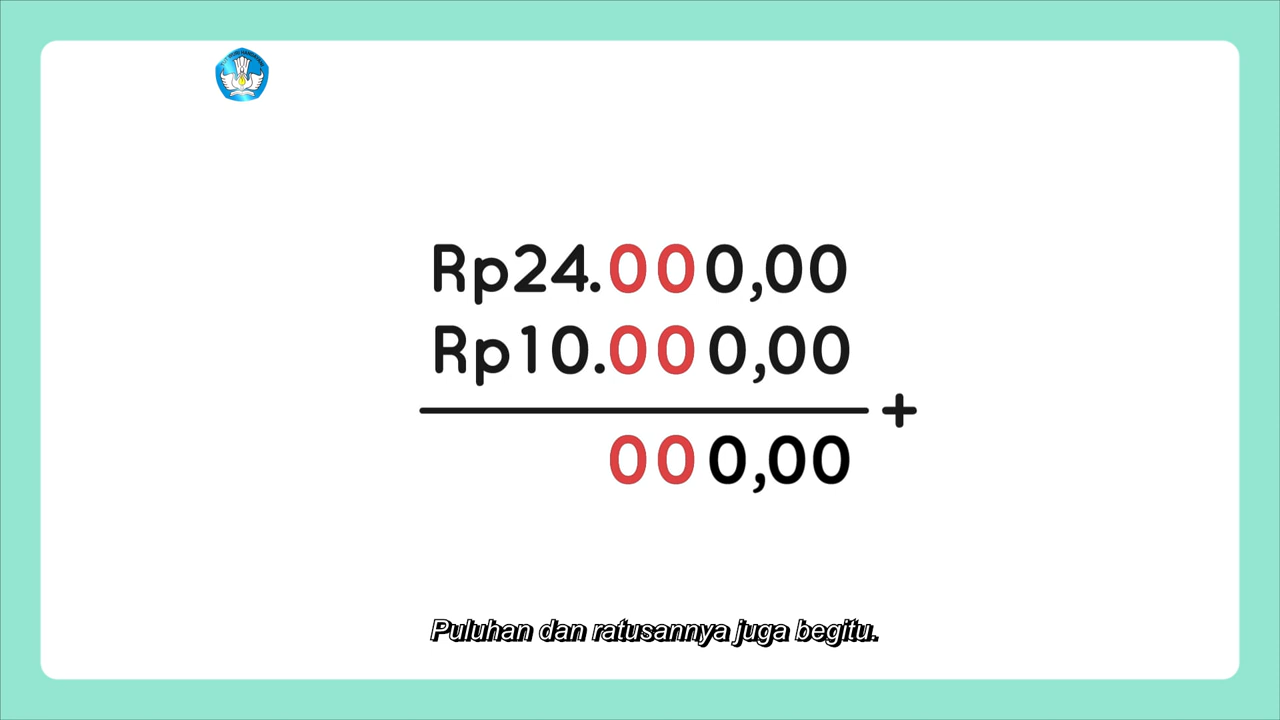 Rp24.000,00
Rp10.000,00
+
000,00
Puluhan dan ratusannya juga begitu.